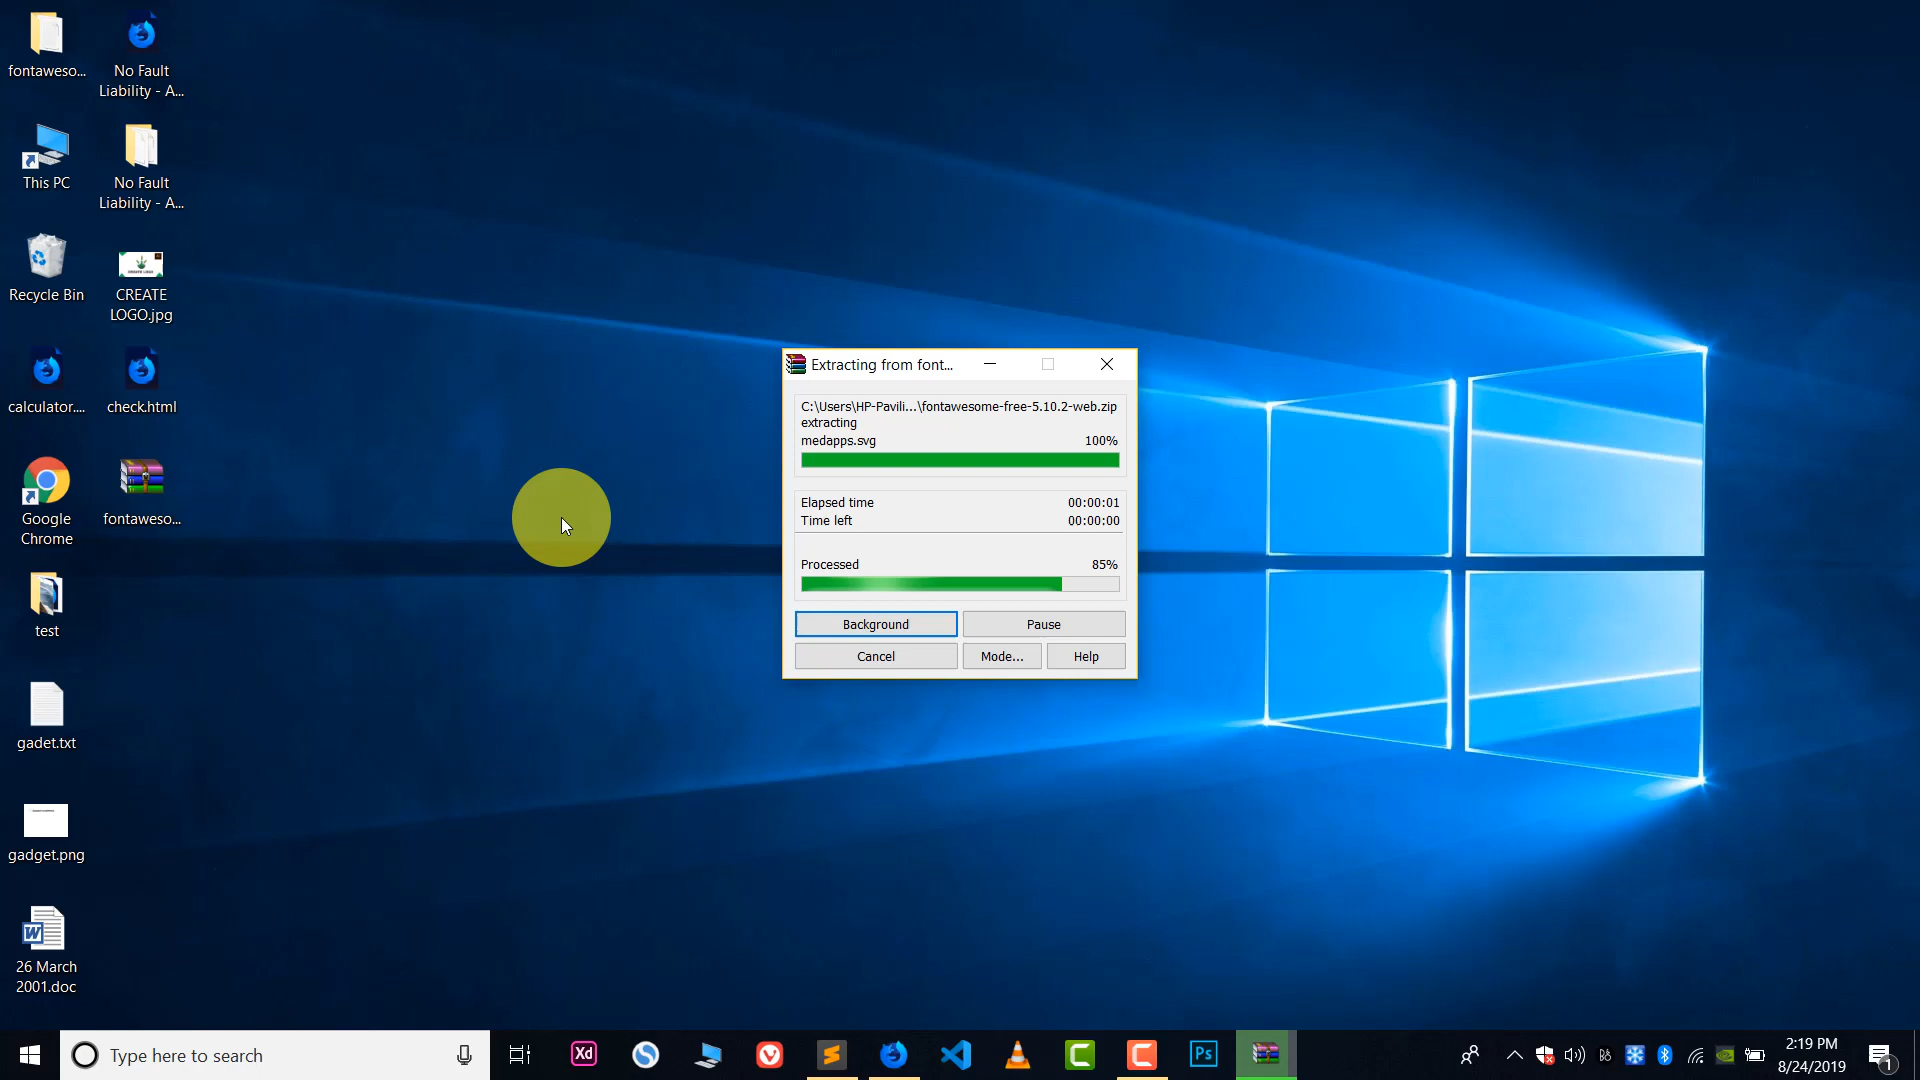 fontaweso...
No Fault
Liability - A...
This PC
No Fault
Liability - A...
Recycle Bin
CREATE
LOGO.jpg
calculator....
check.html
Google
Chrome
fontaweso...
test
gadet.txt
gadget.png
26 March
2001.doc
Extracting from font...
C:\Users\HP-Pavili...\fontawesome-free-5.10.2-web.zip
extracting
medapps.svg 100%
Elapsed time 00:00:01
Time left 00:00:00
Processed 85%
Background Pause
Cancel Mode... Help
Type here to search
Xd
Ps
2:19 PM
8/24/2019
1